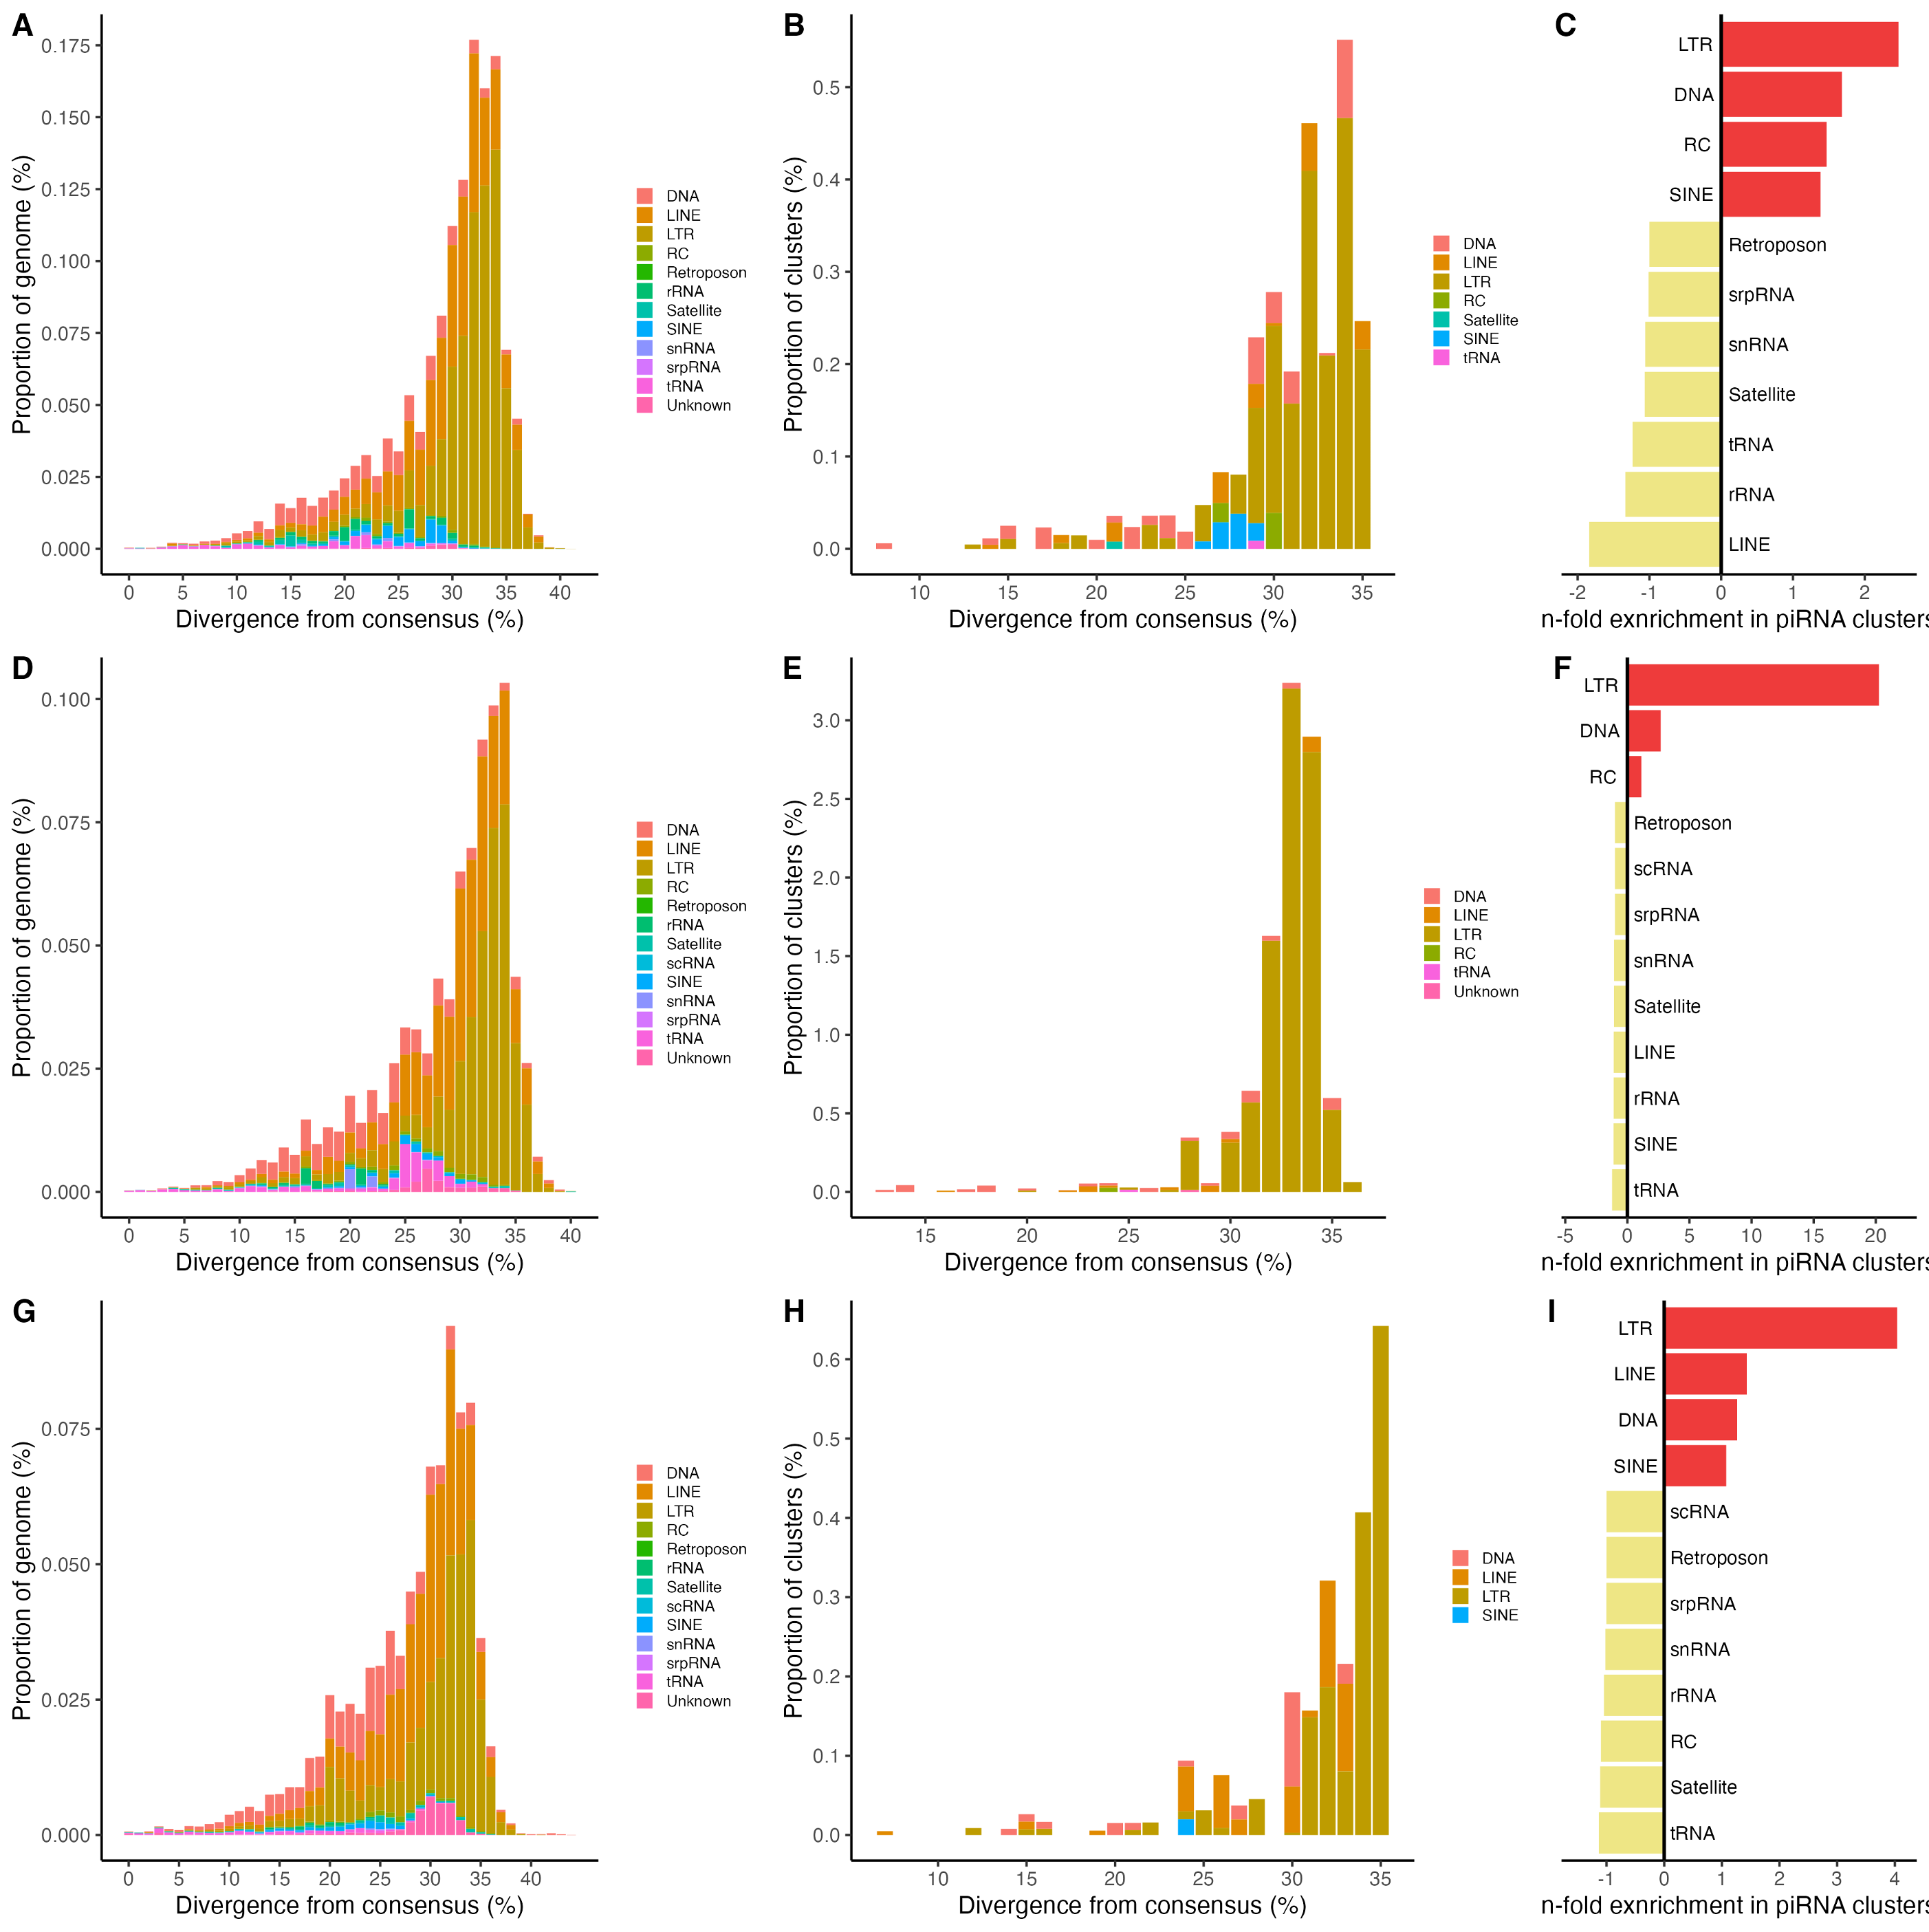 A
Proportion of genome (%)
0.175
0.150
0.125
0.100
0.075
0.050
0.025
0.000
0 5 10 15 20 25 30 35 40
Divergence from consensus (%)
DNA
LINE
LTR
RC
Retroposon
rRNA
Satellite
SINE
snRNA
srpRNA
tRNA
Unknown
B
Proportion of clusters (%)
0.5
0.4
0.3
0.2
0.1
0.0
10 15 20 25 30 35
Divergence from consensus (%)
DNA
LINE
LTR
RC
Satellite
SINE
tRNA
C
LTR
DNA
RC
SINE
Retroposon
srpRNA
snRNA
Satellite
tRNA
rRNA
LINE
-2 -1 0 1 2
n-fold exnrichment in piRNA clusters
D
Proportion of genome (%)
0.100
0.075
0.050
0.025
0.000
0 5 10 15 20 25 30 35 40
Divergence from consensus (%)
DNA
LINE
LTR
RC
Retroposon
rRNA
Satellite
scRNA
SINE
snRNA
srpRNA
tRNA
Unknown
E
Proportion of clusters (%)
3.0
2.5
2.0
1.5
1.0
0.5
0.0
15 20 25 30 35
Divergence from consensus (%)
DNA
LINE
LTR
RC
tRNA
Unknown
F
LTR
DNA
RC
Retroposon
scRNA
srpRNA
snRNA
Satellite
LINE
rRNA
SINE
tRNA
-5 0 5 10 15 20
n-fold exnrichment in piRNA clusters
G
Proportion of genome (%)
0.075
0.050
0.025
0.000
0 5 10 15 20 25 30 35 40
Divergence from consensus (%)
DNA
LINE
LTR
RC
Retroposon
rRNA
Satellite
scRNA
SINE
snRNA
srpRNA
tRNA
Unknown
H
Proportion of clusters (%)
0.6
0.5
0.4
0.3
0.2
0.1
0.0
10 15 20 25 30 35
Divergence from consensus (%)
DNA
LINE
LTR
SINE
I
LTR
LINE
DNA
SINE
scRNA
Retroposon
srpRNA
snRNA
rRNA
RC
Satellite
tRNA
-1 0 1 2 3 4
n-fold exnrichment in piRNA clusters